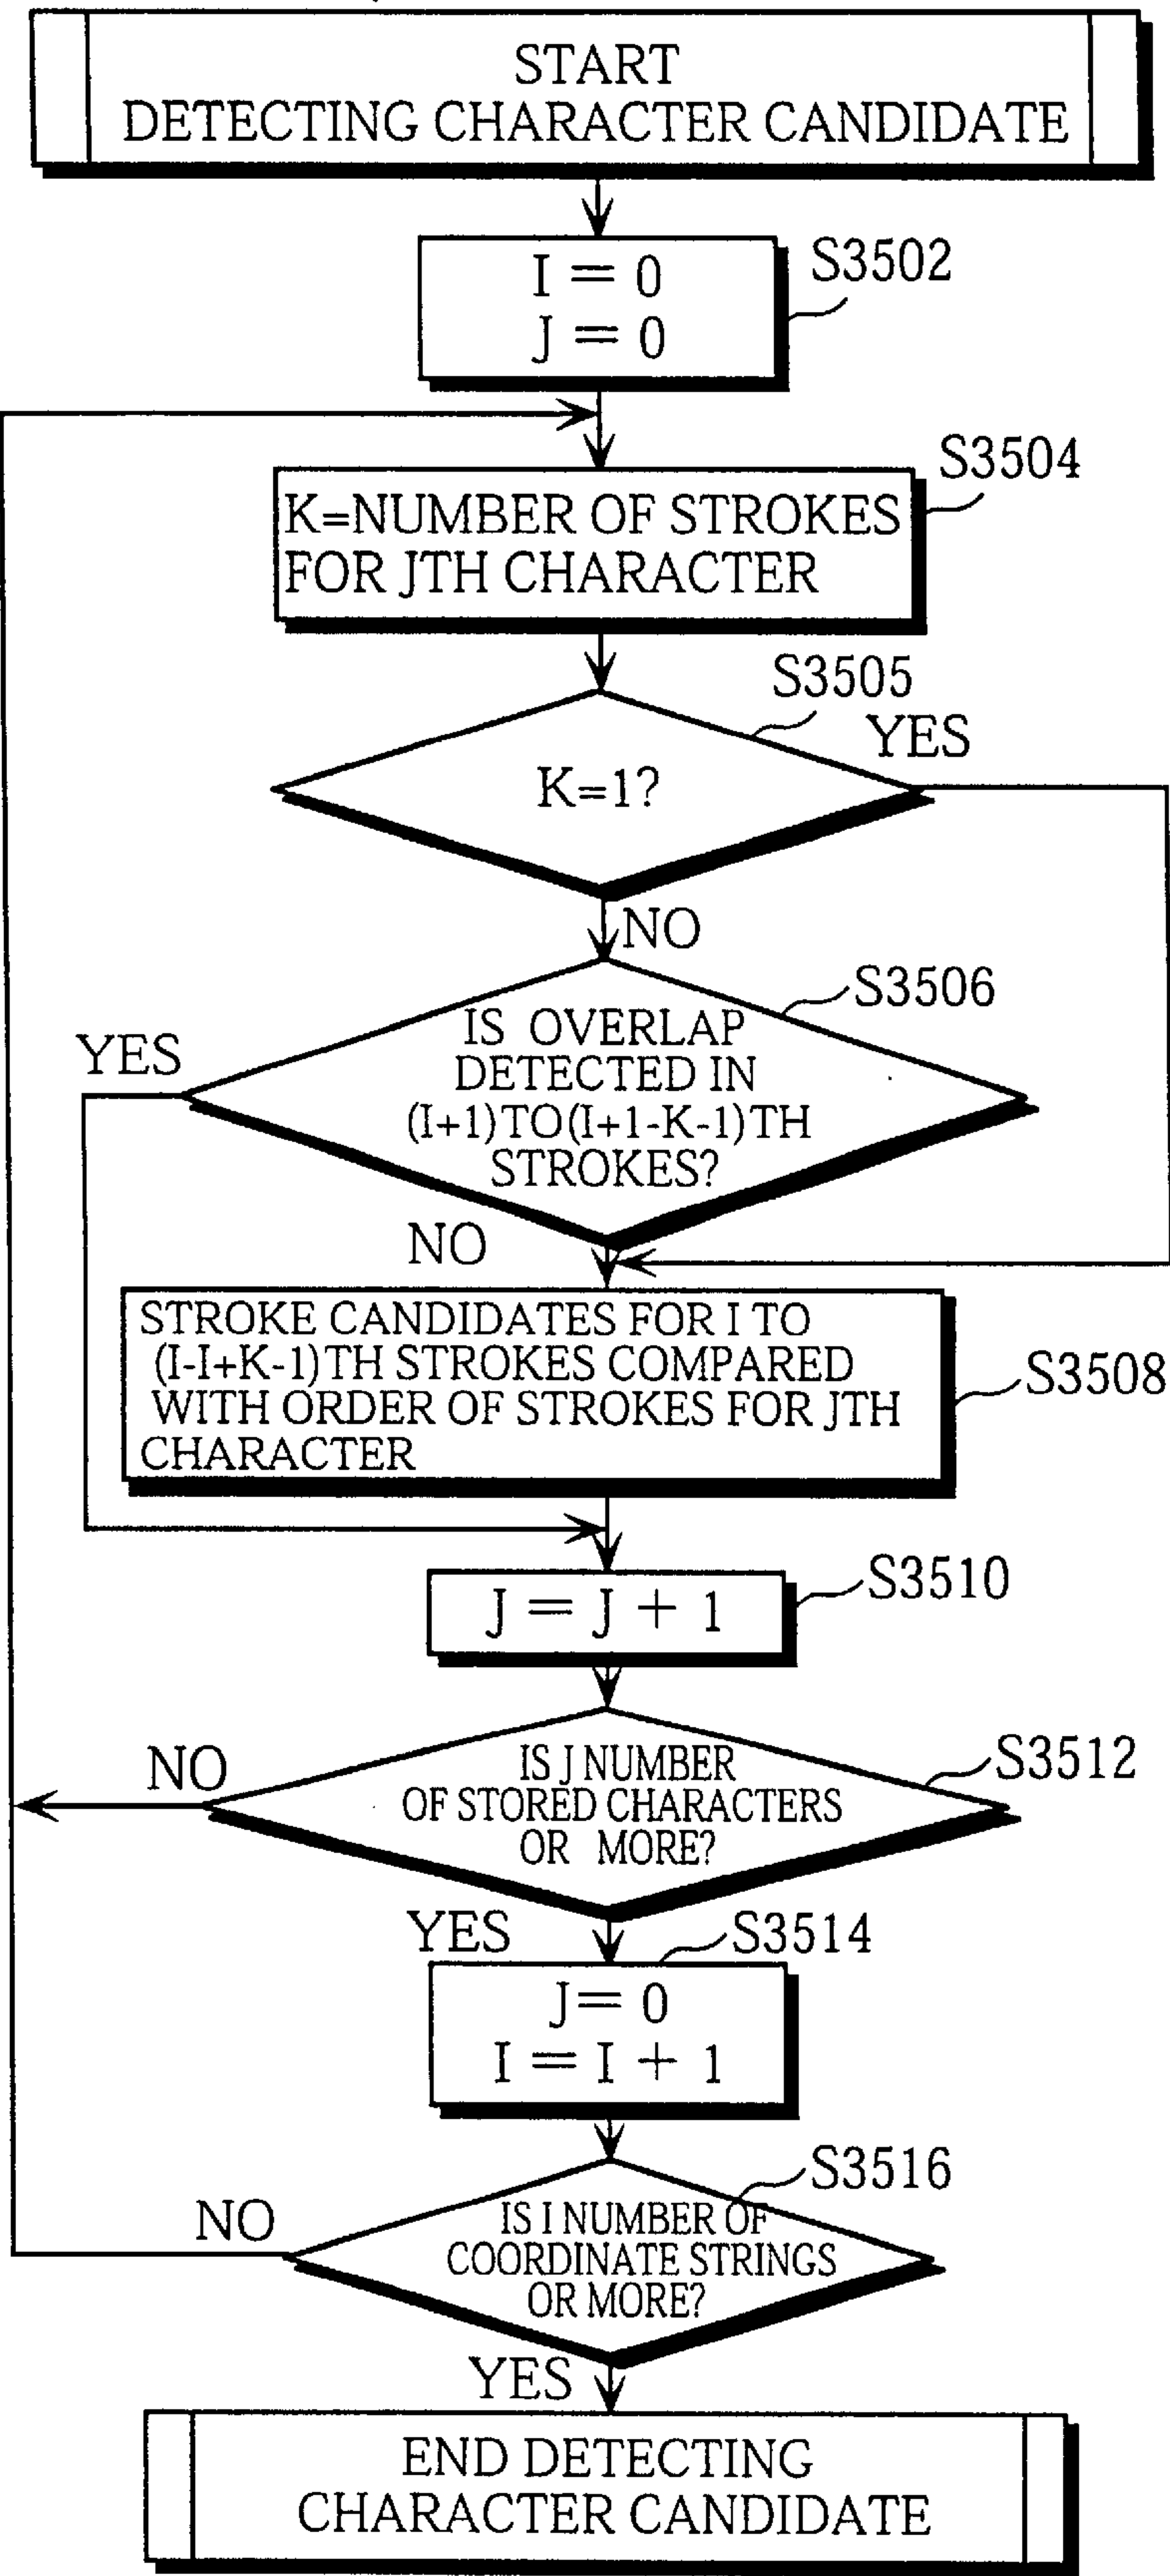 START
DETECTING CHARACTER CANDIDATE
I = 0
J = 0
S3502
S3504
K=NUMBER OF STROKES
FOR JTH CHARACTER
S3505
YES
K=1?
NO
S3506
YES
IS OVERLAP
DETECTED IN
(I+1)TO(I+1-K-1)TH
STROKES?
NO
STROKE CANDIDATES FOR I TO
(I-I+K-1)TH STROKES COMPARED
WITH ORDER OF STROKES FOR JTH
CHARACTER
S3508
S3510
J = J + 1
NO
S3512
IS J NUMBER
OF STORED CHARACTERS
OR MORE?
YES
S3514
J= 0
I = I + 1
S3516
NO
IS I NUMBER OF
COORDINATE STRINGS
OR MORE?
YES
END DETECTING
CHARACTER CANDIDATE